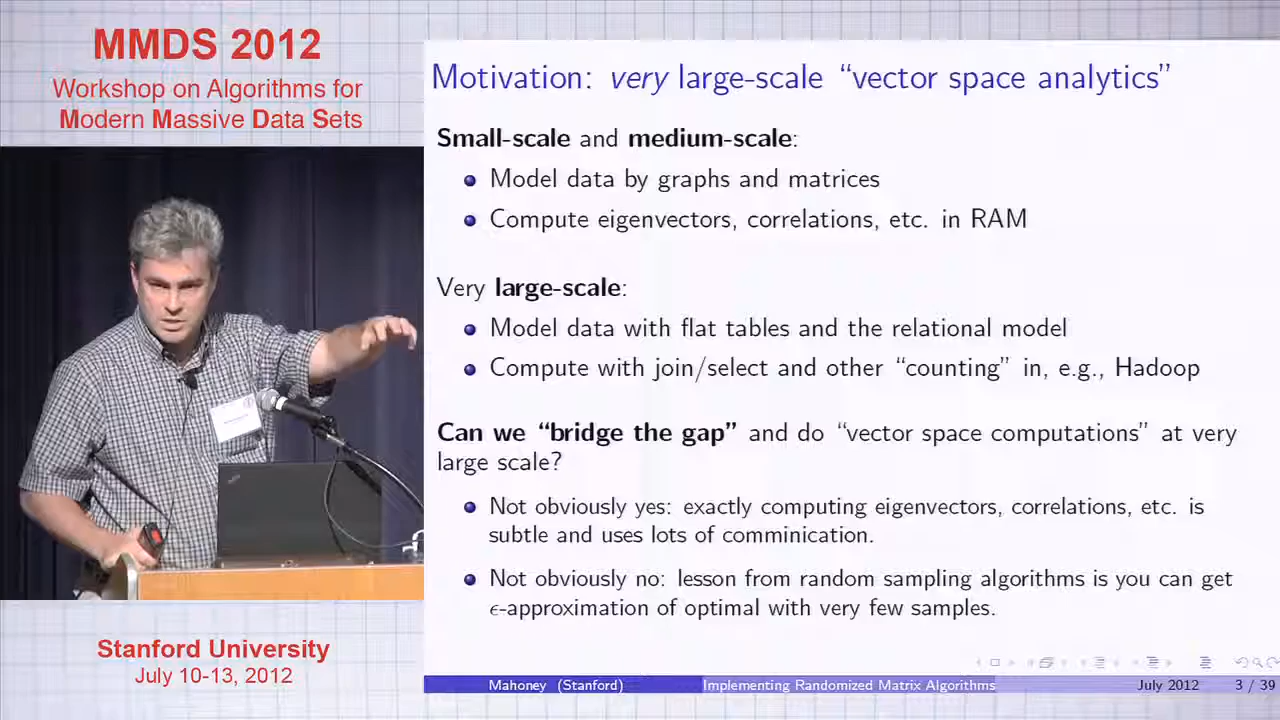 MMDS 2012
Workshop on Algorithms for
Modern Massive Data Sets
Motivation: very large-scale “vector space analytics”
Small-scale and medium-scale:
Model data by graphs and matrices
Compute eigenvectors, correlations, etc. in RAM
Very large-scale:
Model data with flat tables and the relational model
Compute with join/select and other “counting” in, e.g., Hadoop
Can we “bridge the gap” and do “vector space computations” at very
large scale?
Not obviously yes: exactly computing eigenvectors, correlations, etc. is
subtle and uses lots of comminication.
Not obviously no: lesson from random sampling algorithms is you can get
ϵ-approximation of optimal with very few samples.
Stanford University
July 10-13, 2012
Mahoney (Stanford)
Implementing Randomized Matrix Algorithms
July 2012
3 / 39